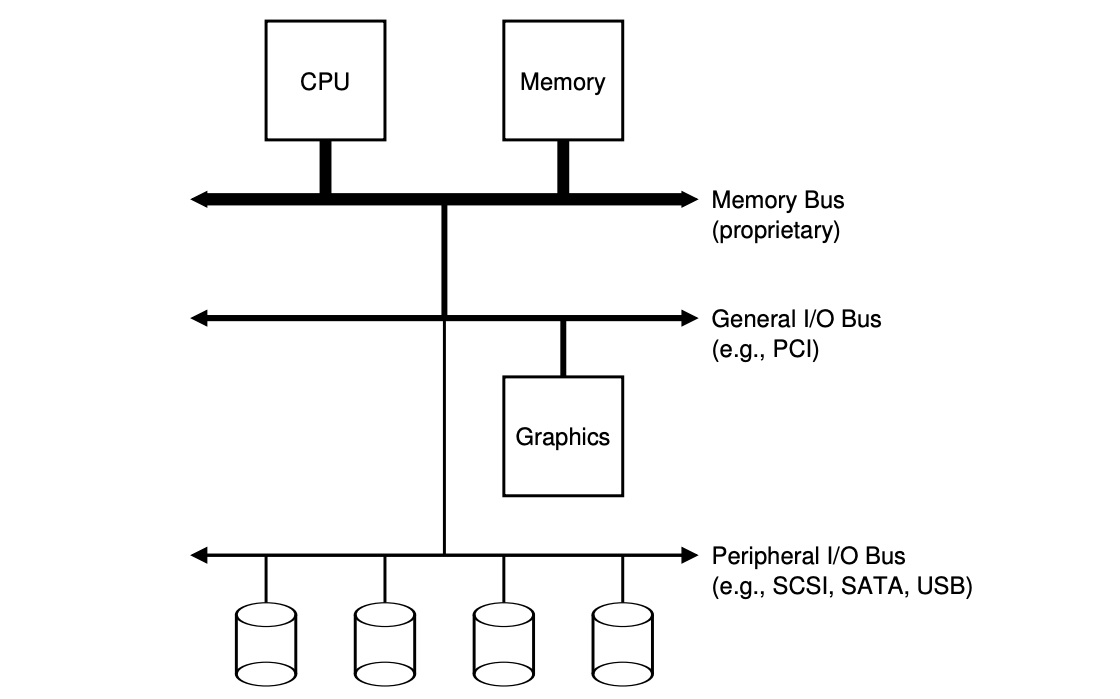 CPU
Memory
Memory Bus
(proprietary)
General I/O Bus
(e.g., PCI)
Graphics
Peripheral I/O Bus
(e.g., SCSI, SATA, USB)